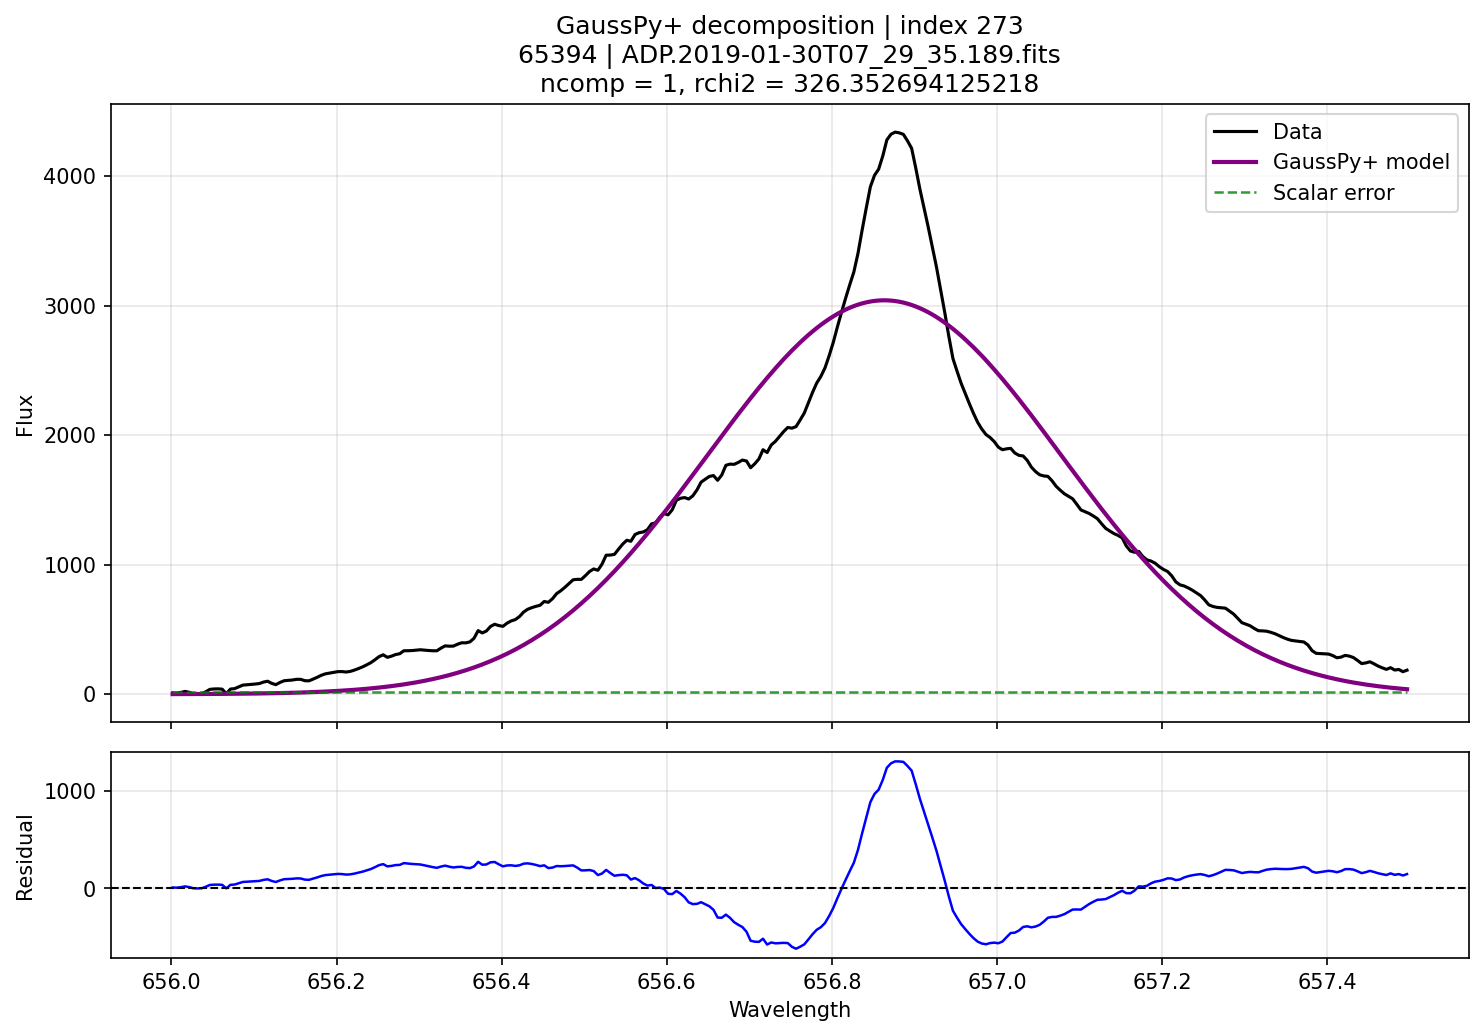 GaussPy+ decomposition | index 273
65394 | ADP.2019-01-30T07_29_35.189.fits
ncomp = 1, rchi2 = 326.352694125218
Data
GaussPy+ model
Scalar error
Flux
4000
3000
2000
1000
0
Residual
1000
0
656.0 656.2 656.4 656.6 656.8 657.0 657.2 657.4
Wavelength